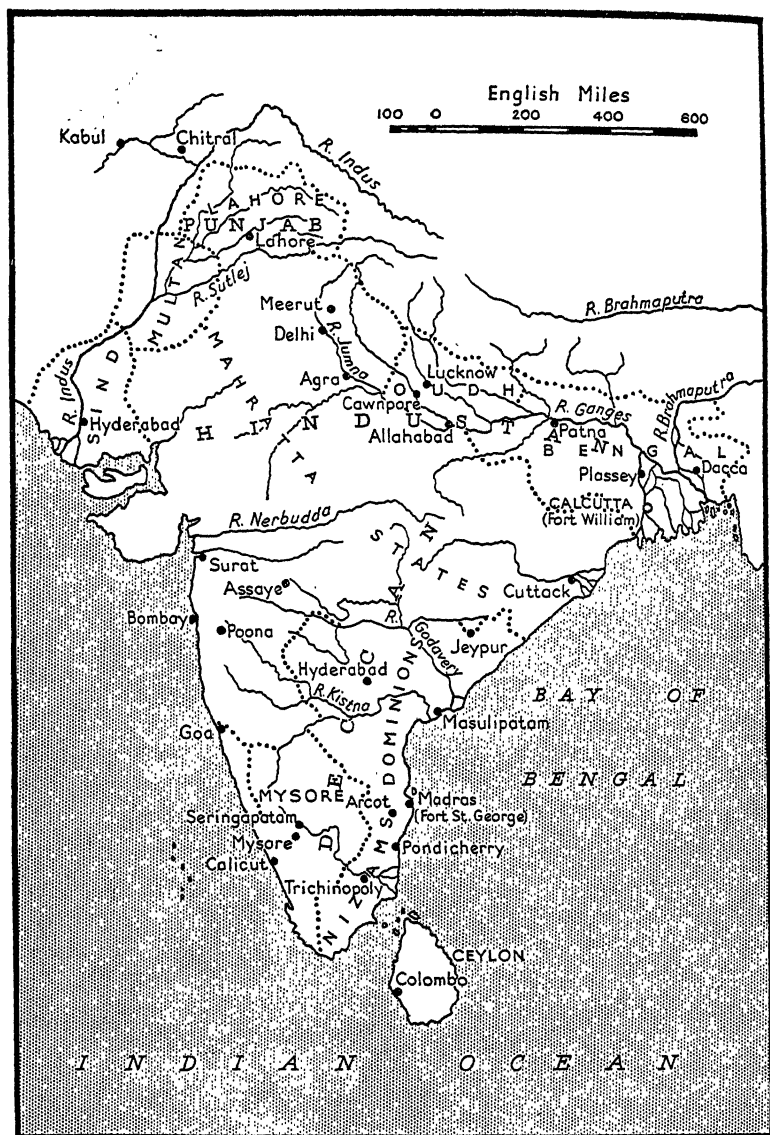 English Miles
100 0 200 400 600
Kabul
Chitral
R. Indus
LAHORE
PUNJAB
Lahore
MULTAN
R. Sutlej
Meerut
Delhi
R. Jumna
MAHRATTA
R. Brahmaputra
R. Indus
SIND
Hyderabad
Agra
Lucknow
OUDH
Cawnpore
HINDUSTAN
Allahabad
R. Ganges
Patna
R. Brahmaputra
BENGAL
Plassey
Dacca
CALCUTTA
(Fort William)
R. Nerbudda
STATES
Surat
Assaye
Cuttack
Bombay
Poona
R. Godavery
Jeypur
Hyderabad
R. Kistna
DECCAN
Masulipatam
BAY OF
BENGAL
Goa
NIZAMS DOMINIONS
MYSORE
Arcot
Madras
(Fort St. George)
Seringapatam
Mysore
Pondicherry
Calicut
Trichinopoly
CEYLON
Colombo
INDIAN OCEAN